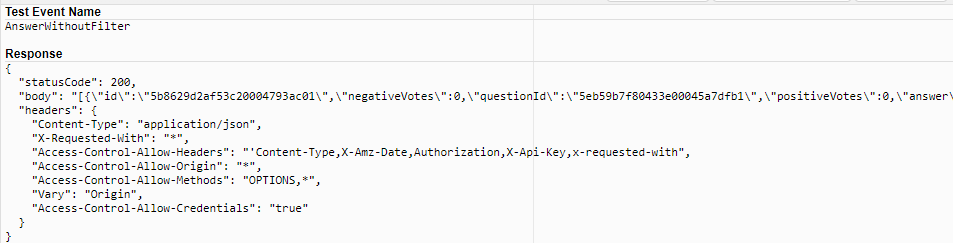 Test Event Name
AnswerWithoutFilter
Response
{
"statusCode": 200,
"body": "[{\"id\":\"5b8629d2af53c20004793ac01\",\"negativeVotes\":0,\"questionId\":\"5eb59b7f80433e00045a7dfb1\",\"positiveVotes\":0,\"answer\
"headers": {
"Content-Type": "application/json",
"X-Requested-With": "*",
"Access-Control-Allow-Headers": "'Content-Type,X-Amz-Date,Authorization,X-Api-Key,x-requested-with",
"Access-Control-Allow-Origin": "*",
"Access-Control-Allow-Methods": "OPTIONS,*",
"Vary": "Origin",
"Access-Control-Allow-Credentials": "true"
}
}